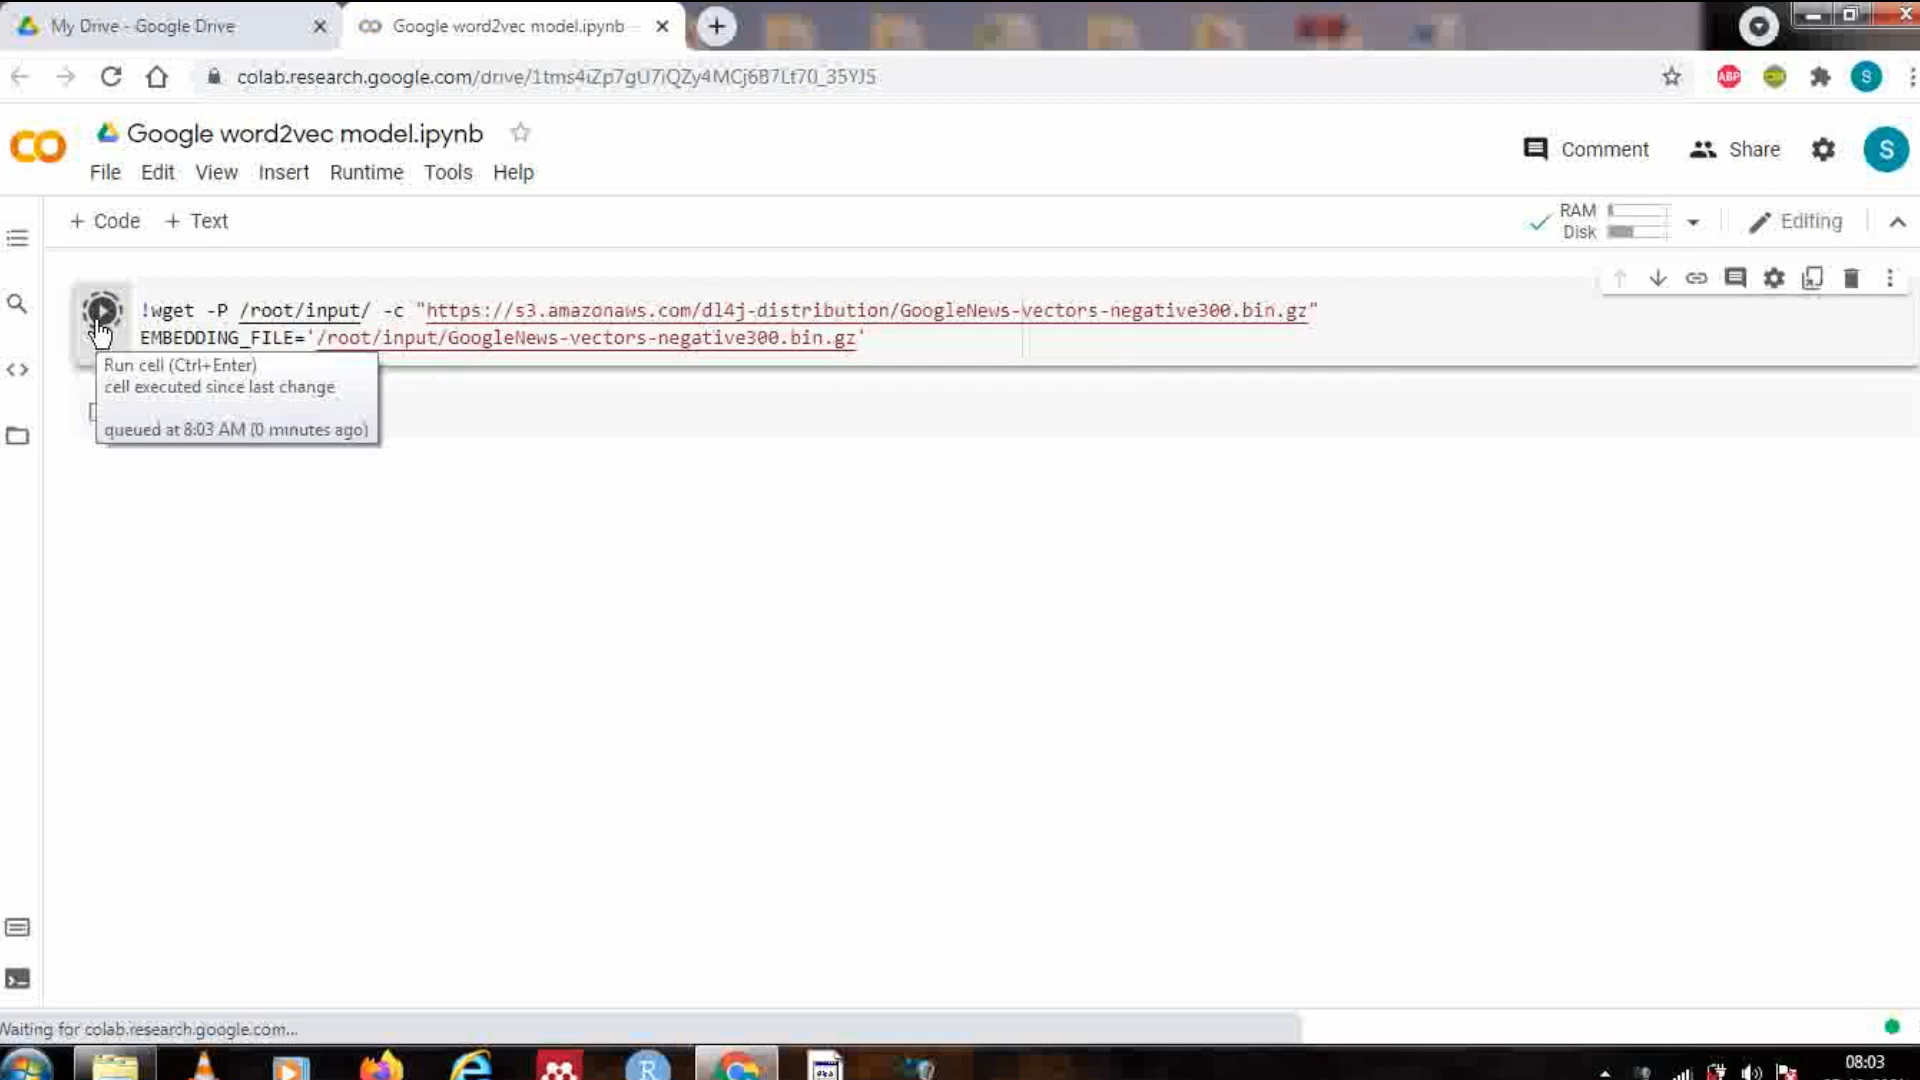 My Drive - Google Drive
Google word2vec model.ipynb
colab.research.google.com/drive/1tms4iZp7gU7iQZy4MCj6B7Lt70_35YJ5
ABP
S
Google word2vec model.ipynb
File Edit View Insert Runtime Tools Help
Comment
Share
S
+ Code + Text
RAM
Disk
Editing
!wget -P /root/input/ -c "https://s3.amazonaws.com/dl4j-distribution/GoogleNews-vectors-negative300.bin.gz"
EMBEDDING_FILE='/root/input/GoogleNews-vectors-negative300.bin.gz'
Run cell (Ctrl+Enter)
cell executed since last change
queued at 8:03 AM (0 minutes ago)
Waiting for colab.research.google.com...
R
08:03